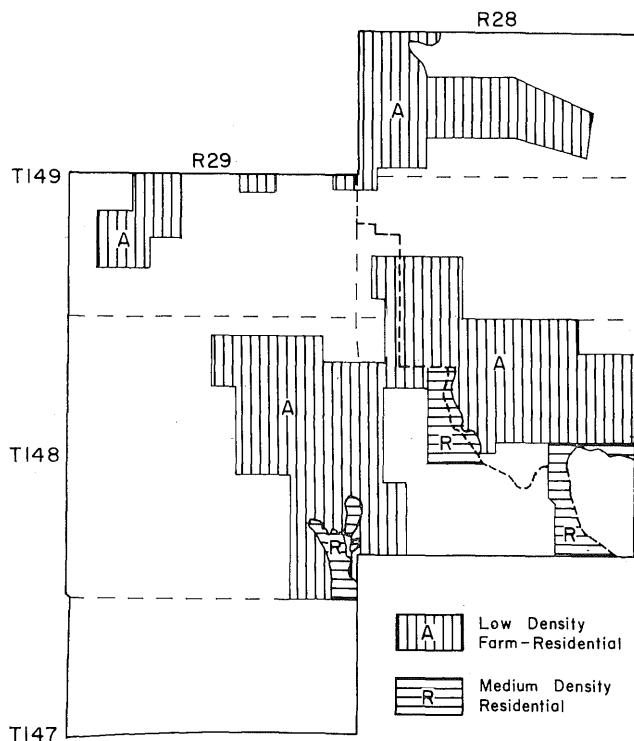 R28
A
R29
T149
A
A
A
T148
R
R
R
A Low Density
Farm-Residential
R Medium Density
Residential
T147